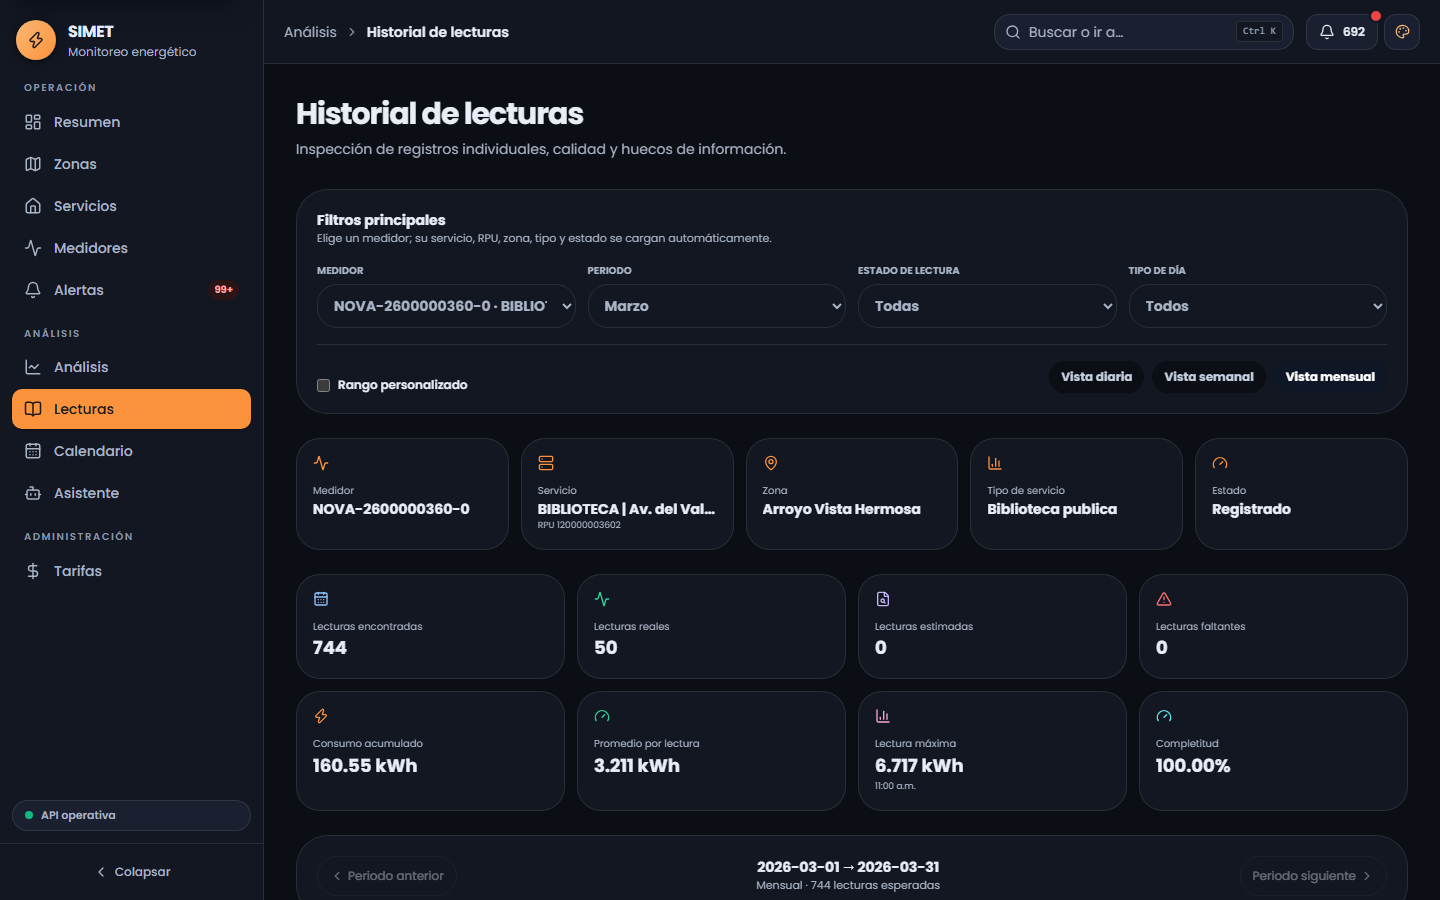 SIMET
Monitoreo energético
OPERACIÓN
Resumen
Zonas
Servicios
Medidores
Alertas
99+
ANÁLISIS
Análisis
Lecturas
Calendario
Asistente
ADMINISTRACIÓN
Tarifas
API operativa
Colapsar
Análisis > Historial de lecturas
Buscar o ir a...
Ctrl K
692
Historial de lecturas
Inspección de registros individuales, calidad y huecos de información.
Filtros principales
Elige un medidor; su servicio, RPU, zona, tipo y estado se cargan automáticamente.
MEDIDOR
NOVA-2600000360-0 · BIBLIO
PERIODO
Marzo
ESTADO DE LECTURA
Todas
TIPO DE DÍA
Todos
Rango personalizado
Vista diaria
Vista semanal
Vista mensual
Medidor
NOVA-2600000360-0
Servicio
BIBLIOTECA | Av. del Val...
RPU 120000003602
Zona
Arroyo Vista Hermosa
Tipo de servicio
Biblioteca publica
Estado
Registrado
Lecturas encontradas
744
Lecturas reales
50
Lecturas estimadas
0
Lecturas faltantes
0
Consumo acumulado
160.55 kWh
Promedio por lectura
3.211 kWh
Lectura máxima
6.717 kWh
11:00 a.m.
Completitud
100.00%
Periodo anterior
2026-03-01 → 2026-03-31
Mensual · 744 lecturas esperadas
Periodo siguiente